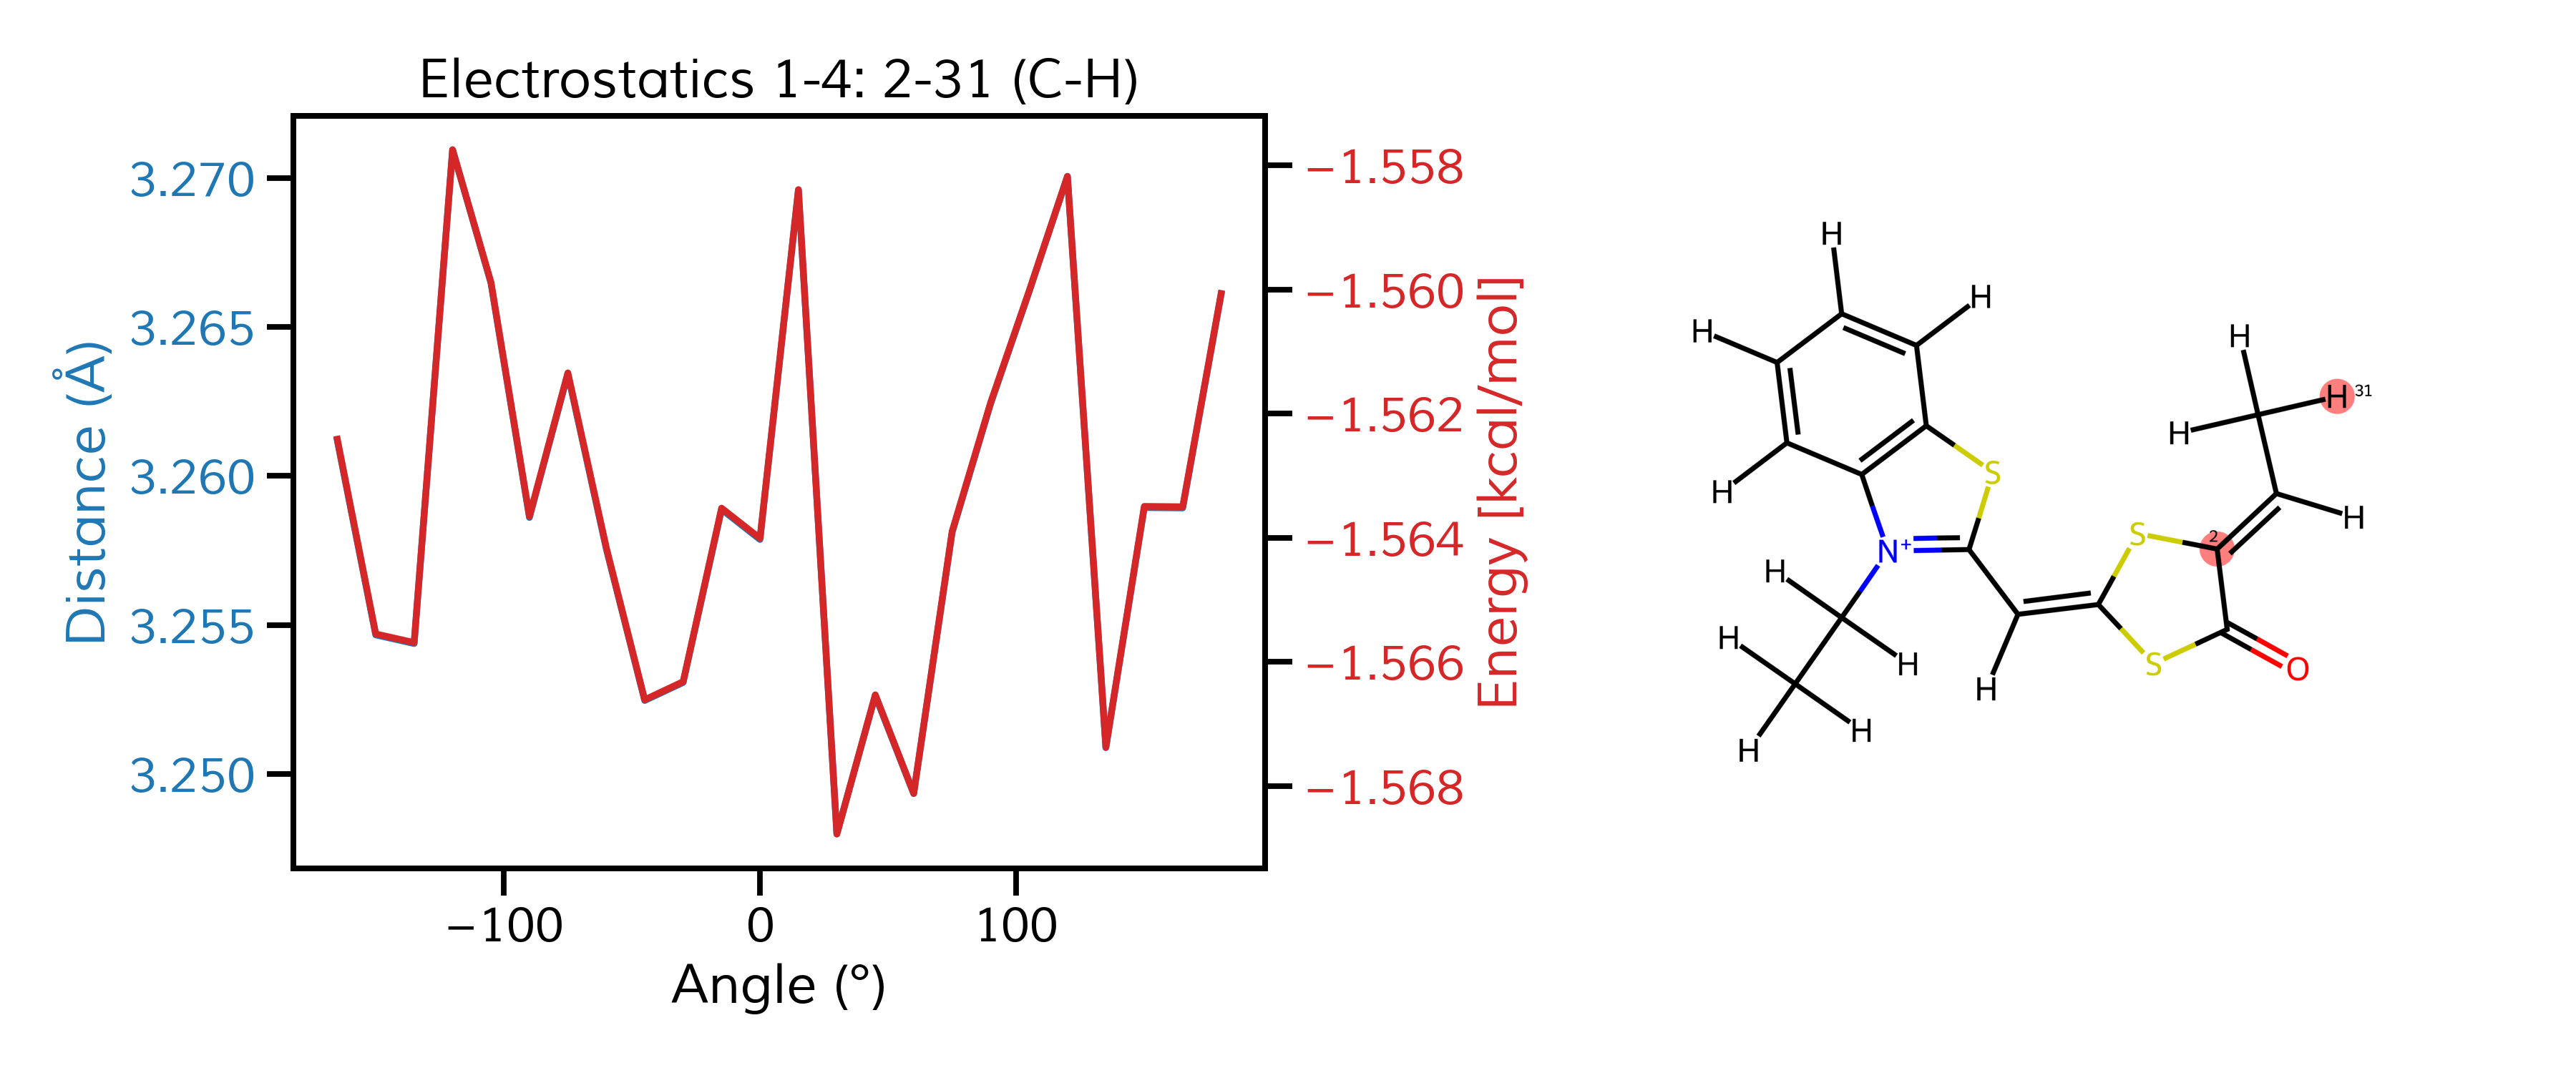 Electrostatics 1-4: 2-31 (C-H)
Distance (Å)
3.270
3.265
3.260
3.255
3.250
−1.558
−1.560
−1.562
−1.564
−1.566
−1.568
Energy [kcal/mol]
−100 0 100
Angle (°)
H
H
H
H
H
H 31
H
S
H
H
S
2
N+
H
H
H
S
O
H
H
H